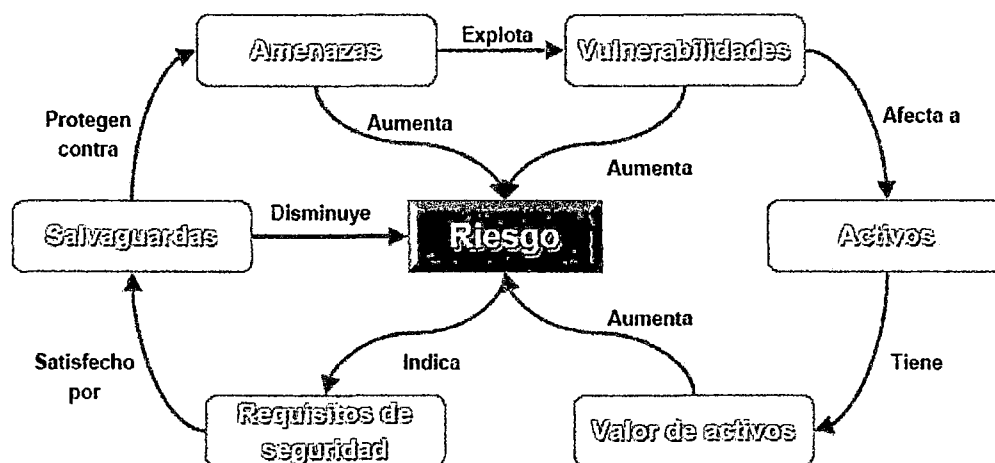 Amenazas
Explota
Vulnerabilidades
Protegen
contra
Aumenta
Aumenta
Afecta a
Salvaguardas
Disminuye
Riesgo
Activos
Satisfecho
por
Indica
Aumenta
Tiene
Requisitos de
seguridad
Valor de activos